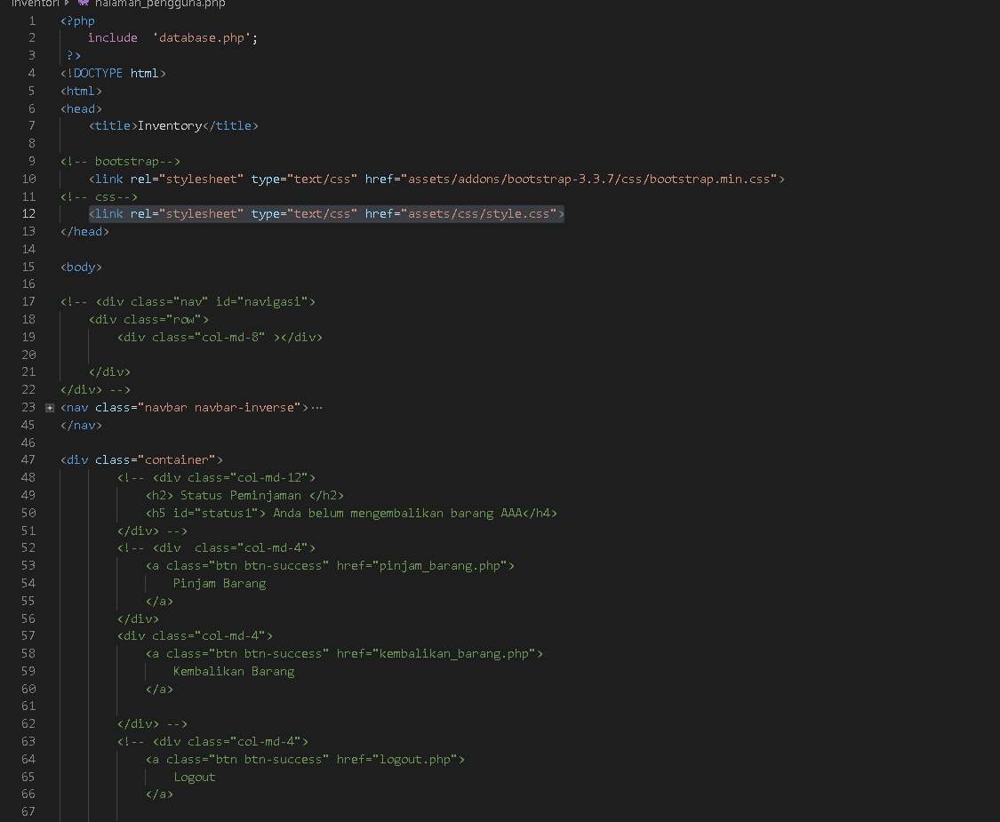 inventori halaman_pengguna.php
1 <?php
2 include 'database.php';
3 ?>
4 <!DOCTYPE html>
5 <html>
6 <head>
7 <title>Inventory</title>
8
9 <!-- bootstrap-->
10 <link rel="stylesheet" type="text/css" href="assets/addons/bootstrap-3.3.7/css/bootstrap.min.css">
11 <!-- css-->
12 <link rel="stylesheet" type="text/css" href="assets/css/style.css">
13 </head>
14
15 <body>
16
17 <!-- <div class="nav" id="navigasi">
18 <div class="row">
19 <div class="col-md-8" ></div>
20
21 </div>
22 </div> -->
23 <nav class="navbar navbar-inverse">...
45 </nav>
46
47 <div class="container">
48 <!-- <div class="col-md-12">
49 <h2> Status Peminjaman </h2>
50 <h5 id="status1"> Anda belum mengembalikan barang AAA</h4>
51 </div> -->
52 <!-- <div  class="col-md-4">
53 <a class="btn btn-success" href="pinjam_barang.php">
54 Pinjam Barang
55 </a>
56 </div>
57 <div class="col-md-4">
58 <a class="btn btn-success" href="kembalikan_barang.php">
59 Kembalikan Barang
60 </a>
61
62 </div> -->
63 <!-- <div class="col-md-4">
64 <a class="btn btn-success" href="logout.php">
65 Logout
66 </a>
67